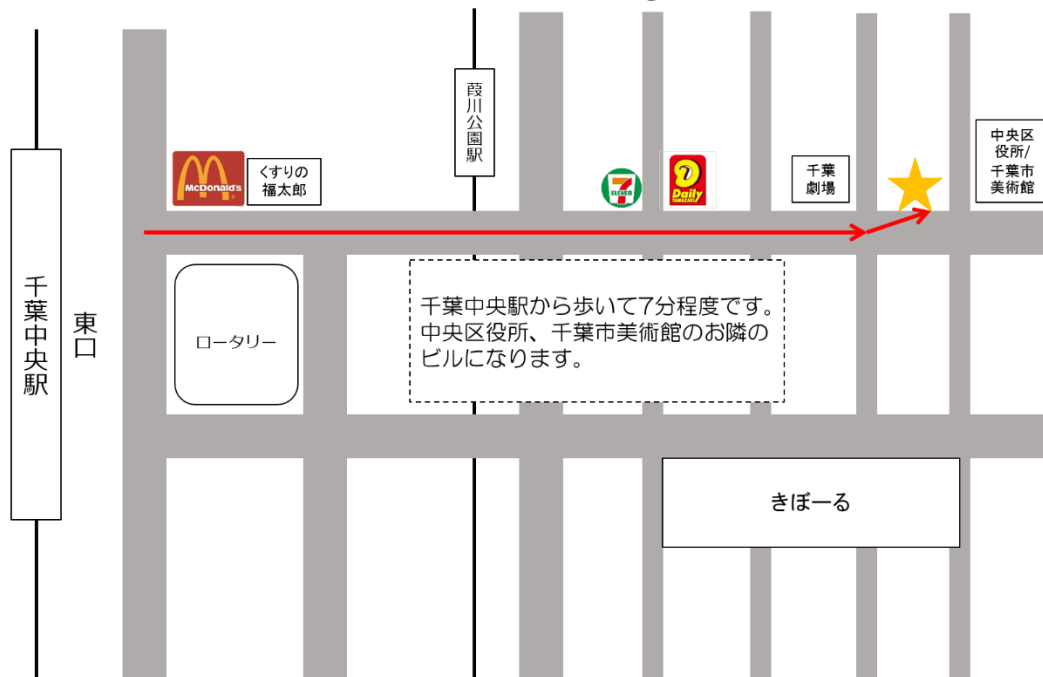 葭川公園駅
McDonald's
くすりの
福太郎
7
ELEVEN
Daily
YAMAZAKI
千葉
劇場
中央区
役所/
千葉市
美術館
千葉中央駅
東口
ロータリー
千葉中央駅から歩いて7分程度です。
中央区役所、千葉市美術館のお隣の
ビルになります。
きぼーる